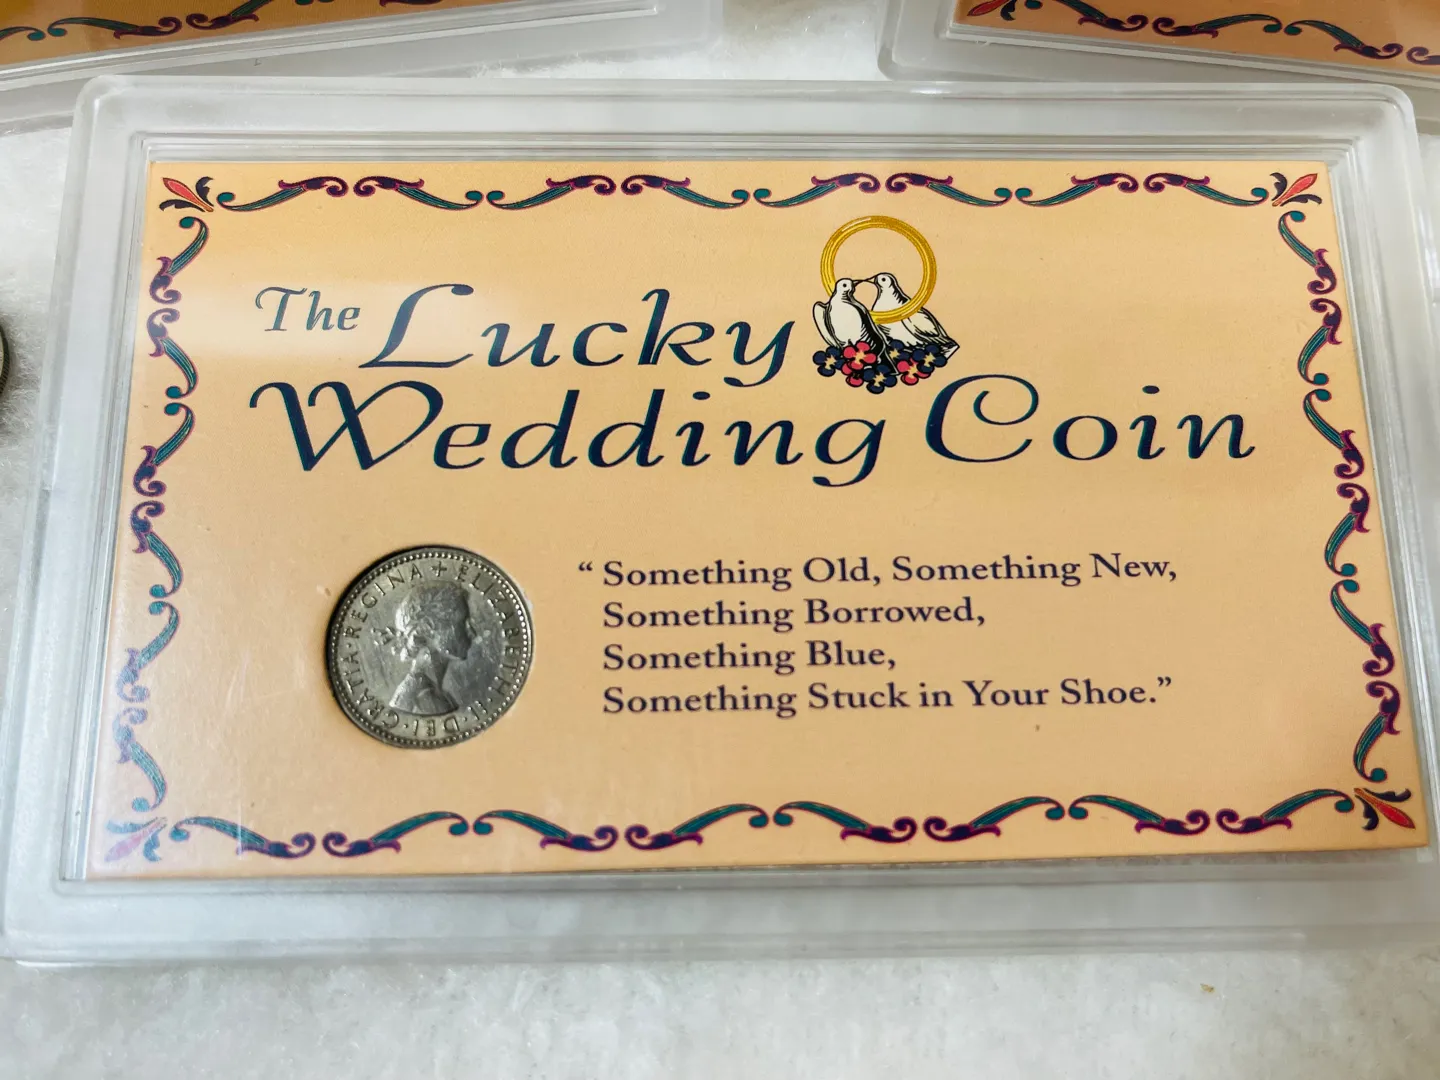 The Lucky
Wedding Coin
“ Something Old, Something New,
Something Borrowed,
Something Blue,
Something Stuck in Your Shoe.”
ELIZABETH·II·DEI·GRATIA·REGINA+